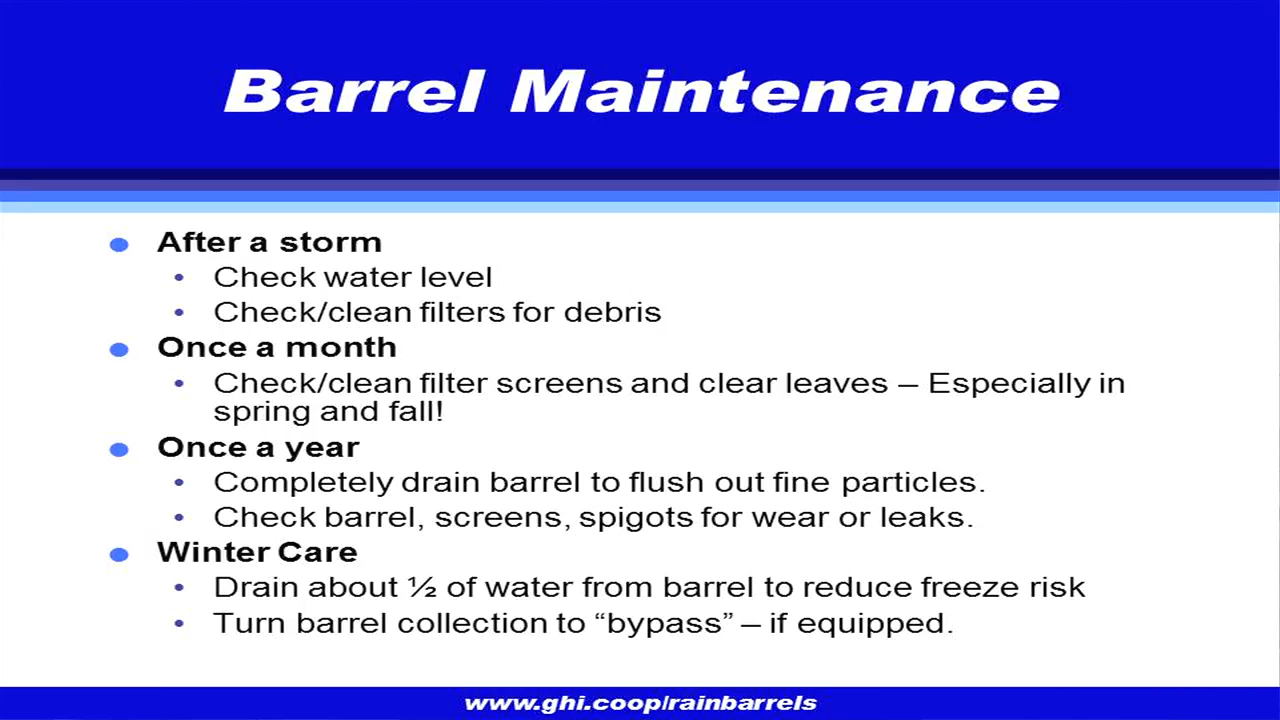 Barrel Maintenance
After a storm
Check water level
Check/clean filters for debris
Once a month
Check/clean filter screens and clear leaves – Especially in
spring and fall!
Once a year
Completely drain barrel to flush out fine particles.
Check barrel, screens, spigots for wear or leaks.
Winter Care
Drain about ½ of water from barrel to reduce freeze risk
Turn barrel collection to “bypass” – if equipped.
www.ghi.coop/rainbarrels